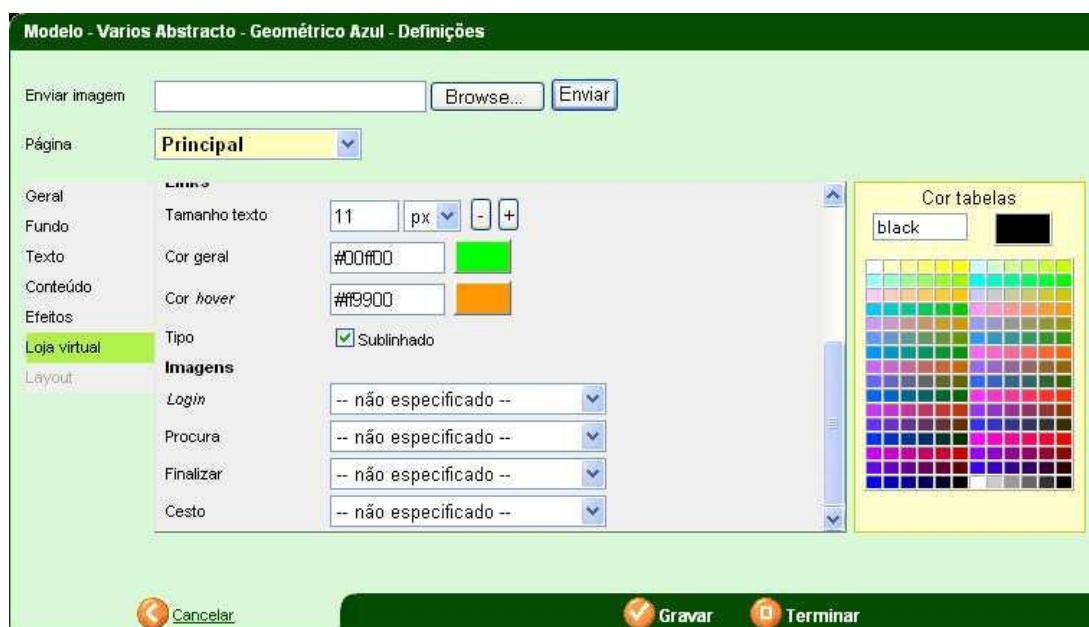 Modelo - Varios Abstracto - Geométrico Azul - Definições
Enviar imagem Browse... Enviar
Página Principal
Geral
Fundo
Texto
Conteúdo
Efeitos
Loja virtual
Layout
Links
Tamanho texto 11 px - +
Cor geral #00ff00
Cor hover #ff9900
Tipo Sublinhado
Imagens
Login -- não especificado --
Procura -- não especificado --
Finalizar -- não especificado --
Cesto -- não especificado --
Cor tabelas
black
Cancelar Gravar Terminar